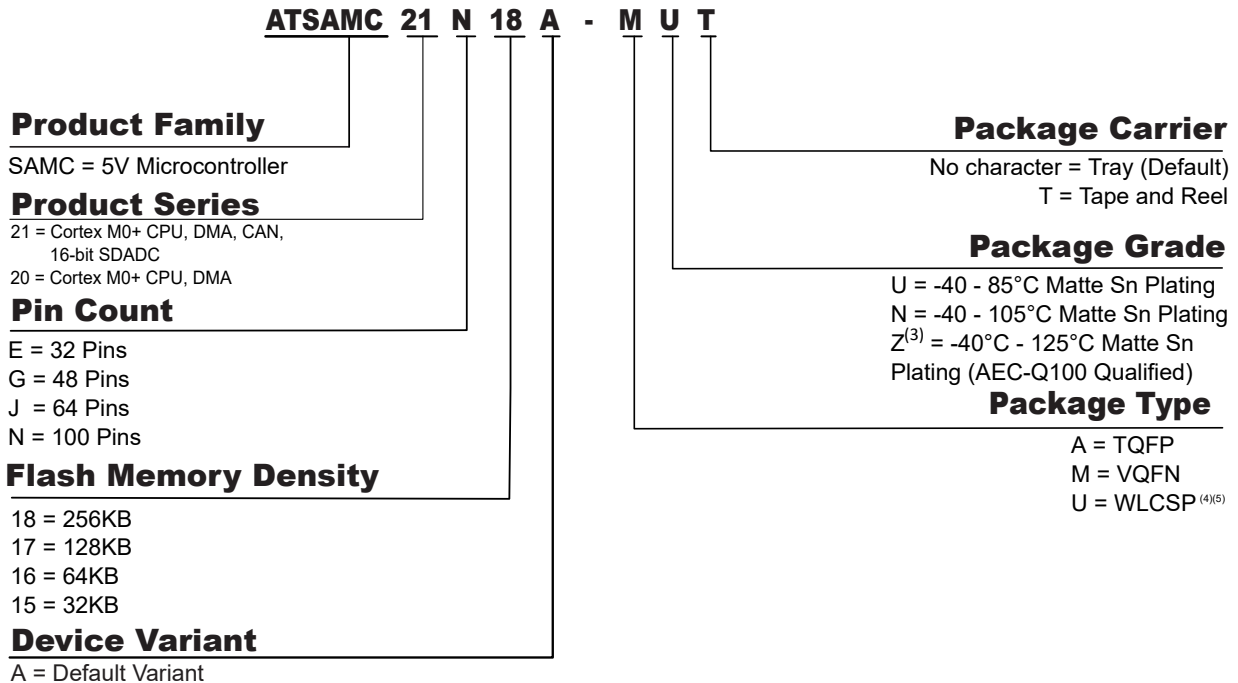 ATSAMC 21 N 18 A - M U T
Product Family
SAMC = 5V Microcontroller
Product Series
21 = Cortex M0+ CPU, DMA, CAN,
16-bit SDADC
20 = Cortex M0+ CPU, DMA
Pin Count
E = 32 Pins
G = 48 Pins
J = 64 Pins
N = 100 Pins
Flash Memory Density
18 = 256KB
17 = 128KB
16 = 64KB
15 = 32KB
Device Variant
A = Default Variant
Package Carrier
No character = Tray (Default)
T = Tape and Reel
Package Grade
U = -40 - 85°C Matte Sn Plating
N = -40 - 105°C Matte Sn Plating
Z(3) = -40°C - 125°C Matte Sn
Plating (AEC-Q100 Qualified)
Package Type
A = TQFP
M = VQFN
U = WLCSP (4)(5)